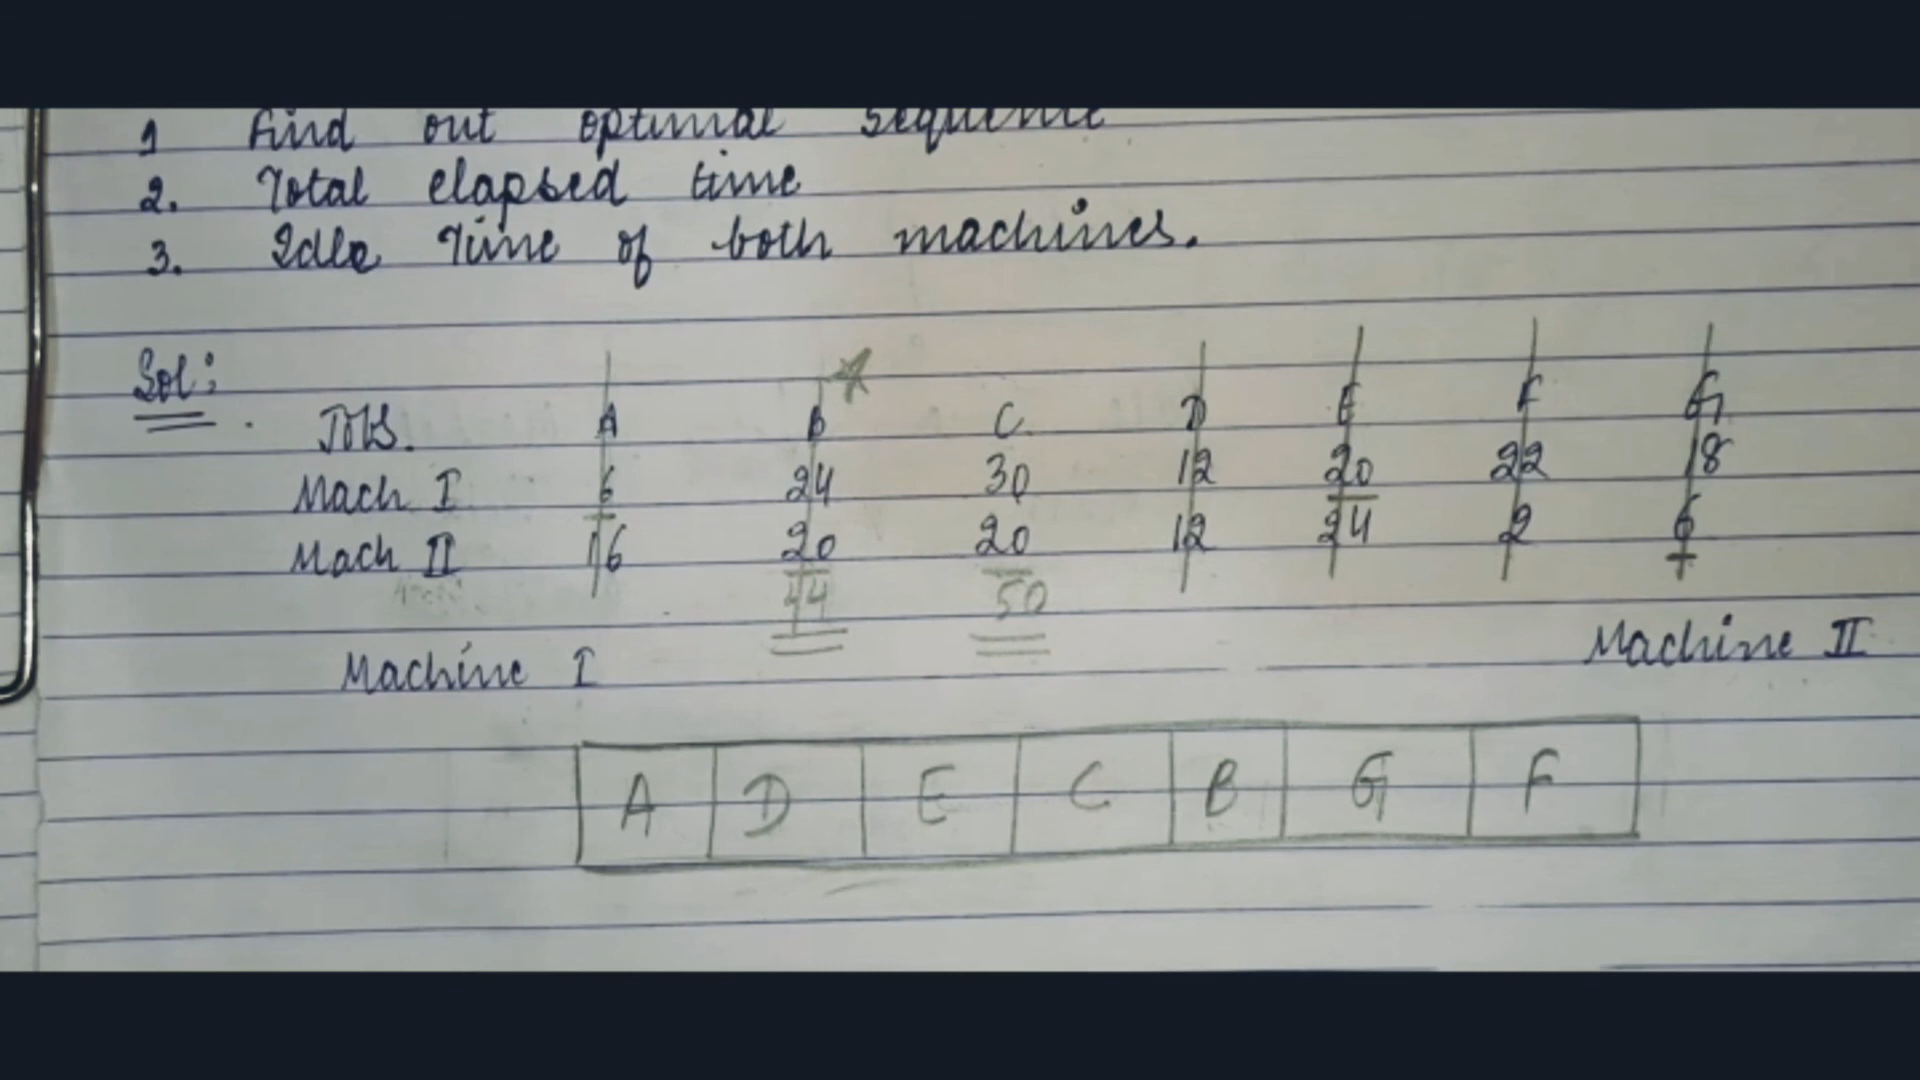 1 Find out optimal sequence
2. Total elapsed time
3. Idle Time of both machines.
Sol:
Jobs. A B C. D E F G
Mach I 6 24 30 12 20 22 18
Mach II 16 20 20 12 24 2 6
44 50
Machine I Machine II
A D E C B G F